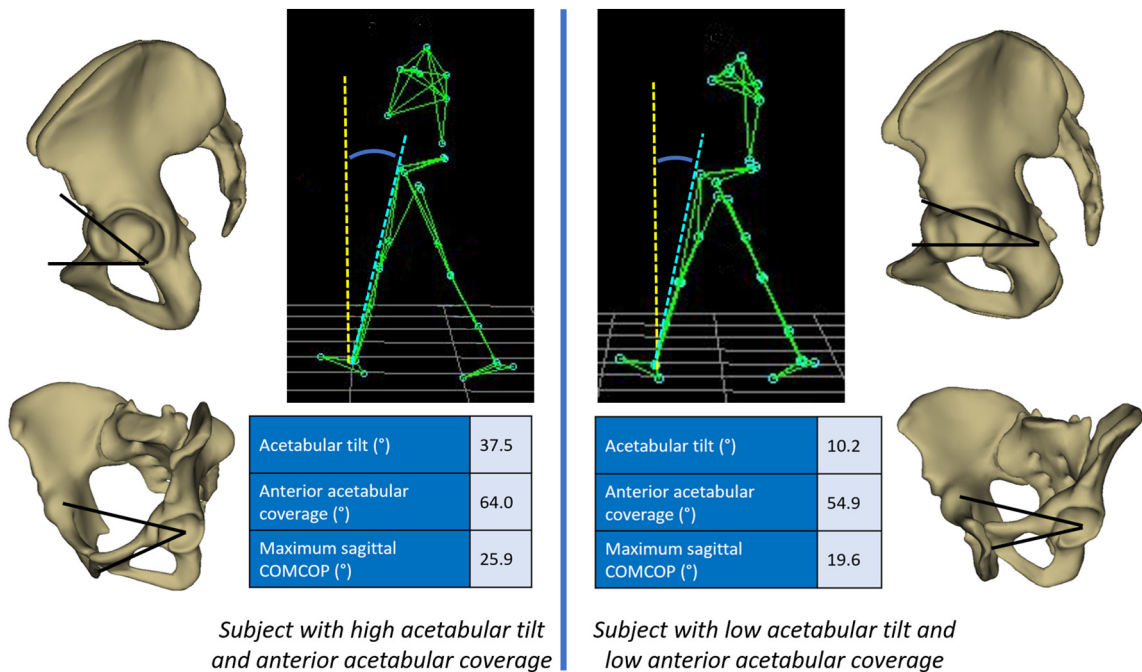 Acetabular tilt (°) 37.5
Anterior acetabular
coverage (°) 64.0
Maximum sagittal
COMCOP (°) 25.9
Subject with high acetabular tilt
and anterior acetabular coverage
Acetabular tilt (°) 10.2
Anterior acetabular
coverage (°) 54.9
Maximum sagittal
COMCOP (°) 19.6
Subject with low acetabular tilt and
low anterior acetabular coverage